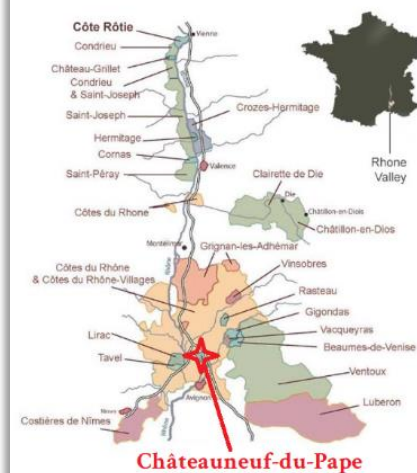 Côte Rôtie
Vienne
Condrieu
Château-Grillet
Condrieu
& Saint-Joseph
Saint-Joseph
Crozes-Hermitage
Hermitage
Cornas
Valence
Saint-Péray
Rhone
Valley
Clairette de Die
Die
Châtillon-en-Diois
Côtes du Rhone
Châtillon-en-Dios
Montélimar
Grignan-les-Adhémar
Côtes du Rhône
& Côtes du Rhône-Villages
Vinsobres
Rasteau
Gigondas
Lirac
Vacqueyras
Tavel
Beaumes-de-Venise
Ventoux
Avignon
Nîmes
Luberon
Costières de Nîmes
Châteauneuf-du-Pape